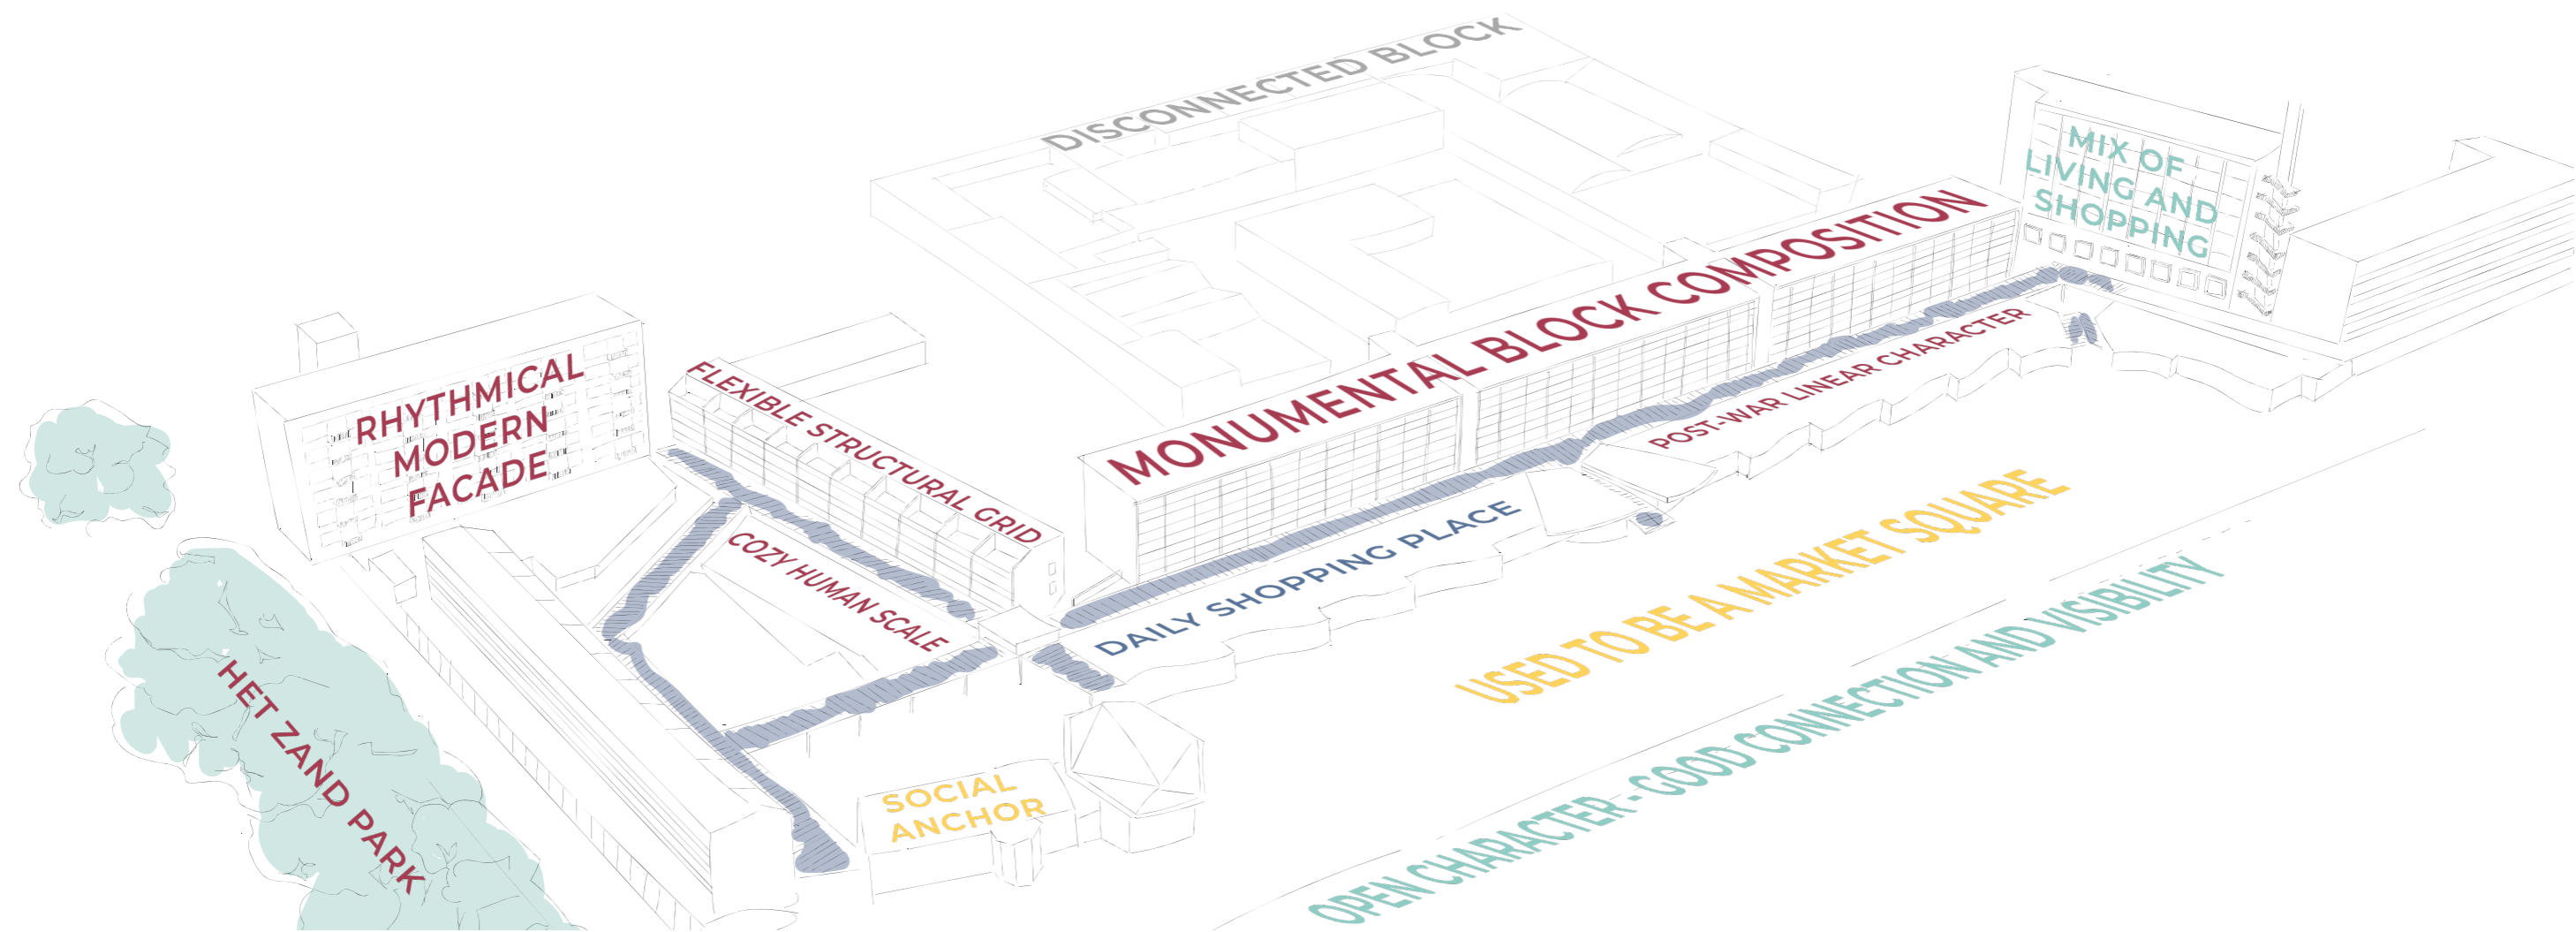 DISCONNECTED BLOCK
MIX OF
LIVING AND
SHOPPING
MONUMENTAL BLOCK COMPOSITION
POST-WAR LINEAR CHARACTER
RHYTHMICAL
MODERN
FACADE
FLEXIBLE STRUCTURAL GRID
COZY HUMAN SCALE
DAILY SHOPPING PLACE
USED TO BE A MARKET SQUARE
HET ZAND PARK
SOCIAL
ANCHOR
OPEN CHARACTER - GOOD CONNECTION AND VISIBILITY